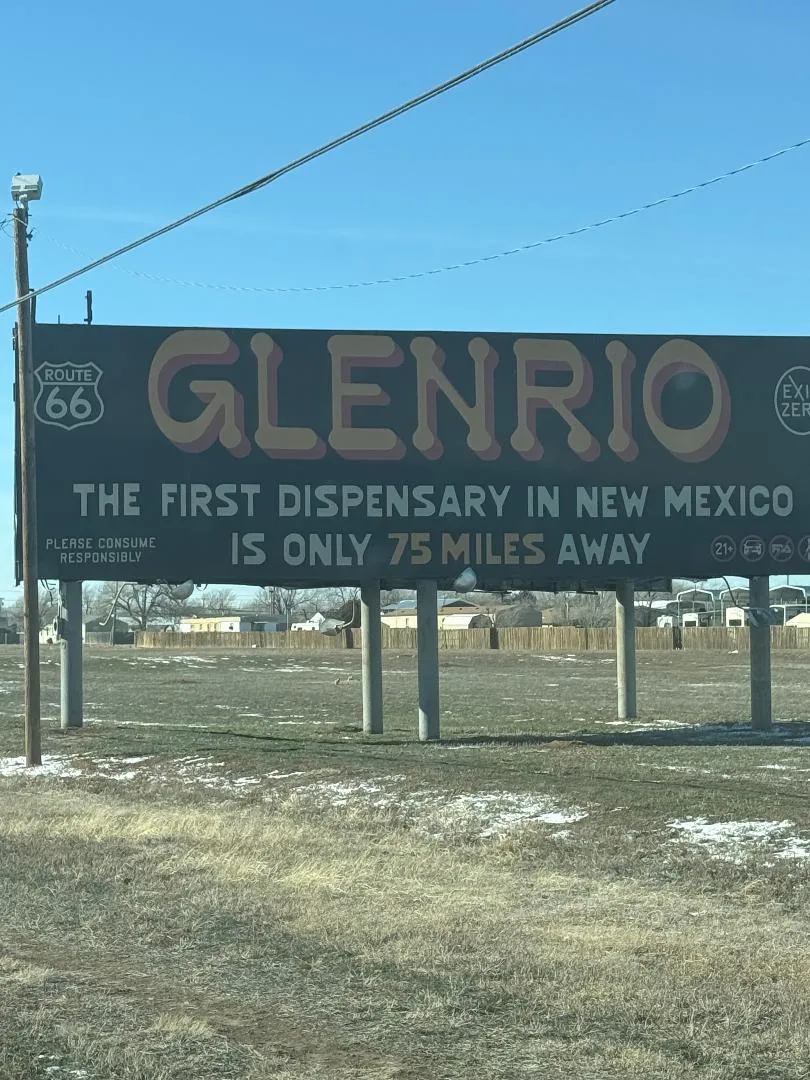 ROUTE
66
GLENRIO
THE FIRST DISPENSARY IN NEW MEXICO
PLEASE CONSUME
RESPONSIBLY
IS ONLY 75 MILES AWAY
21+